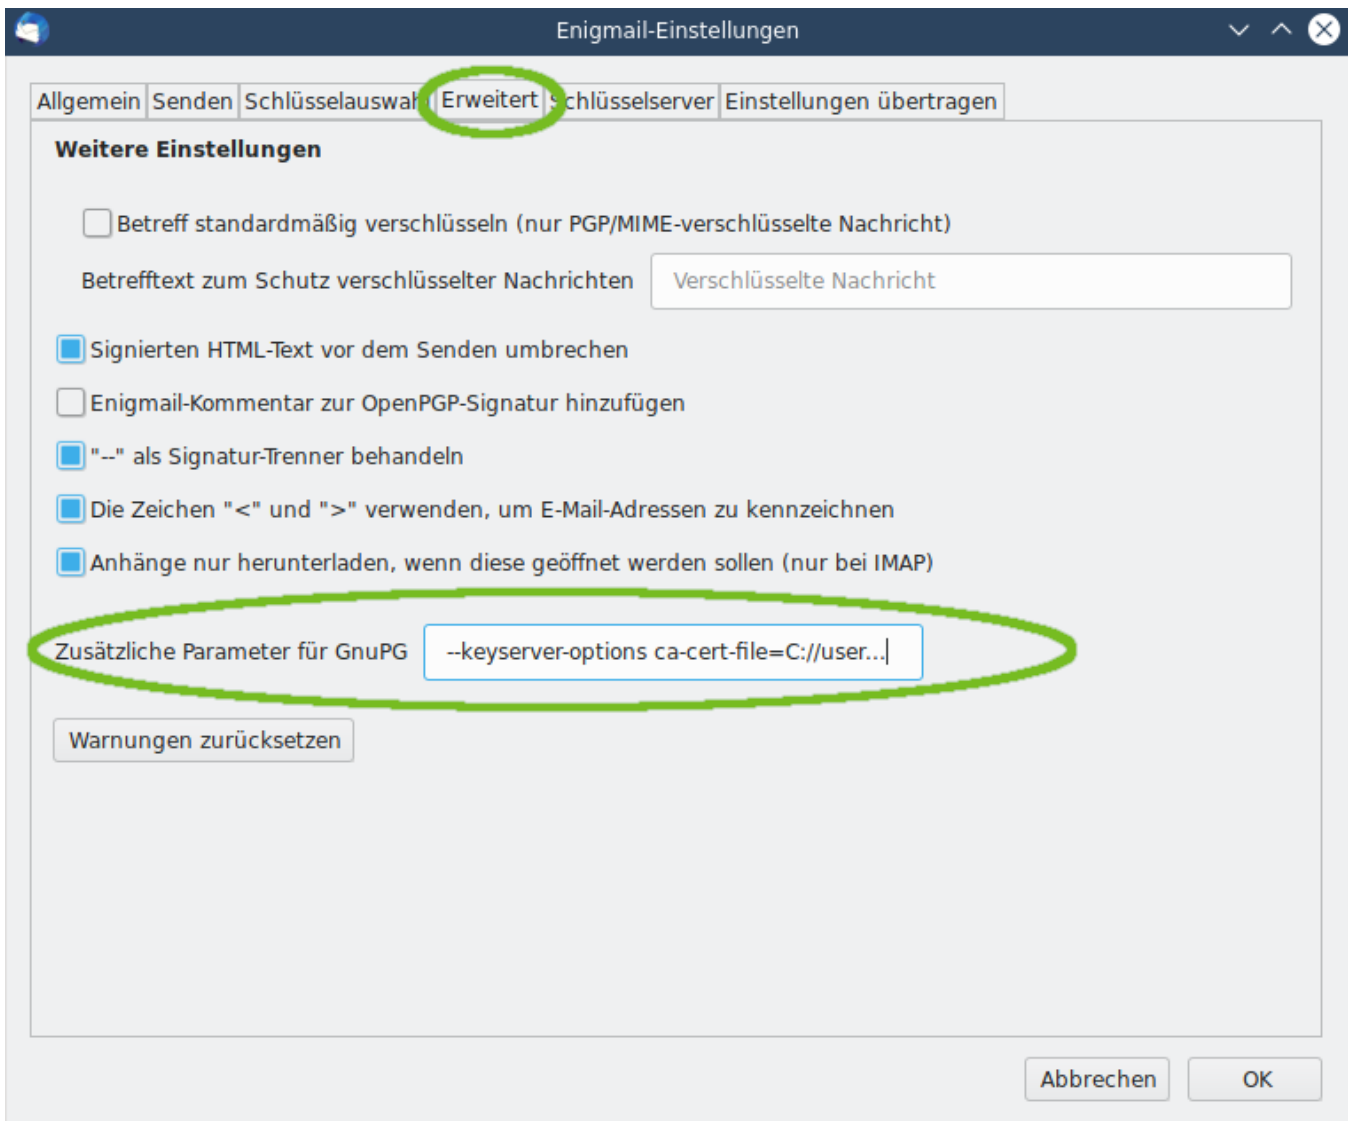 Enigmail-Einstellungen
Allgemein Senden Schlüsselauswahl Erweitert Schlüsselserver Einstellungen übertragen
Weitere Einstellungen
Betreff standardmäßig verschlüseln (nur PGP/MIME-verschlüsselte Nachricht)
Betrefftext zum Schutz verschlüsselter Nachrichten Verschlüsselte Nachricht
Signierten HTML-Text vor dem Senden umbrechen
Enigmail-Kommentar zur OpenPGP-Signatur hinzufügen
"--" als Signatur-Trenner behandeln
Die Zeichen "<" und ">" verwenden, um E-Mail-Adressen zu kennzeichnen
Anhänge nur herunterladen, wenn diese geöffnet werden sollen (nur bei IMAP)
Zusätzliche Parameter für GnuPG --keyserver-options ca-cert-file=C://user...
Warnungen zurücksetzen
Abbrechen OK